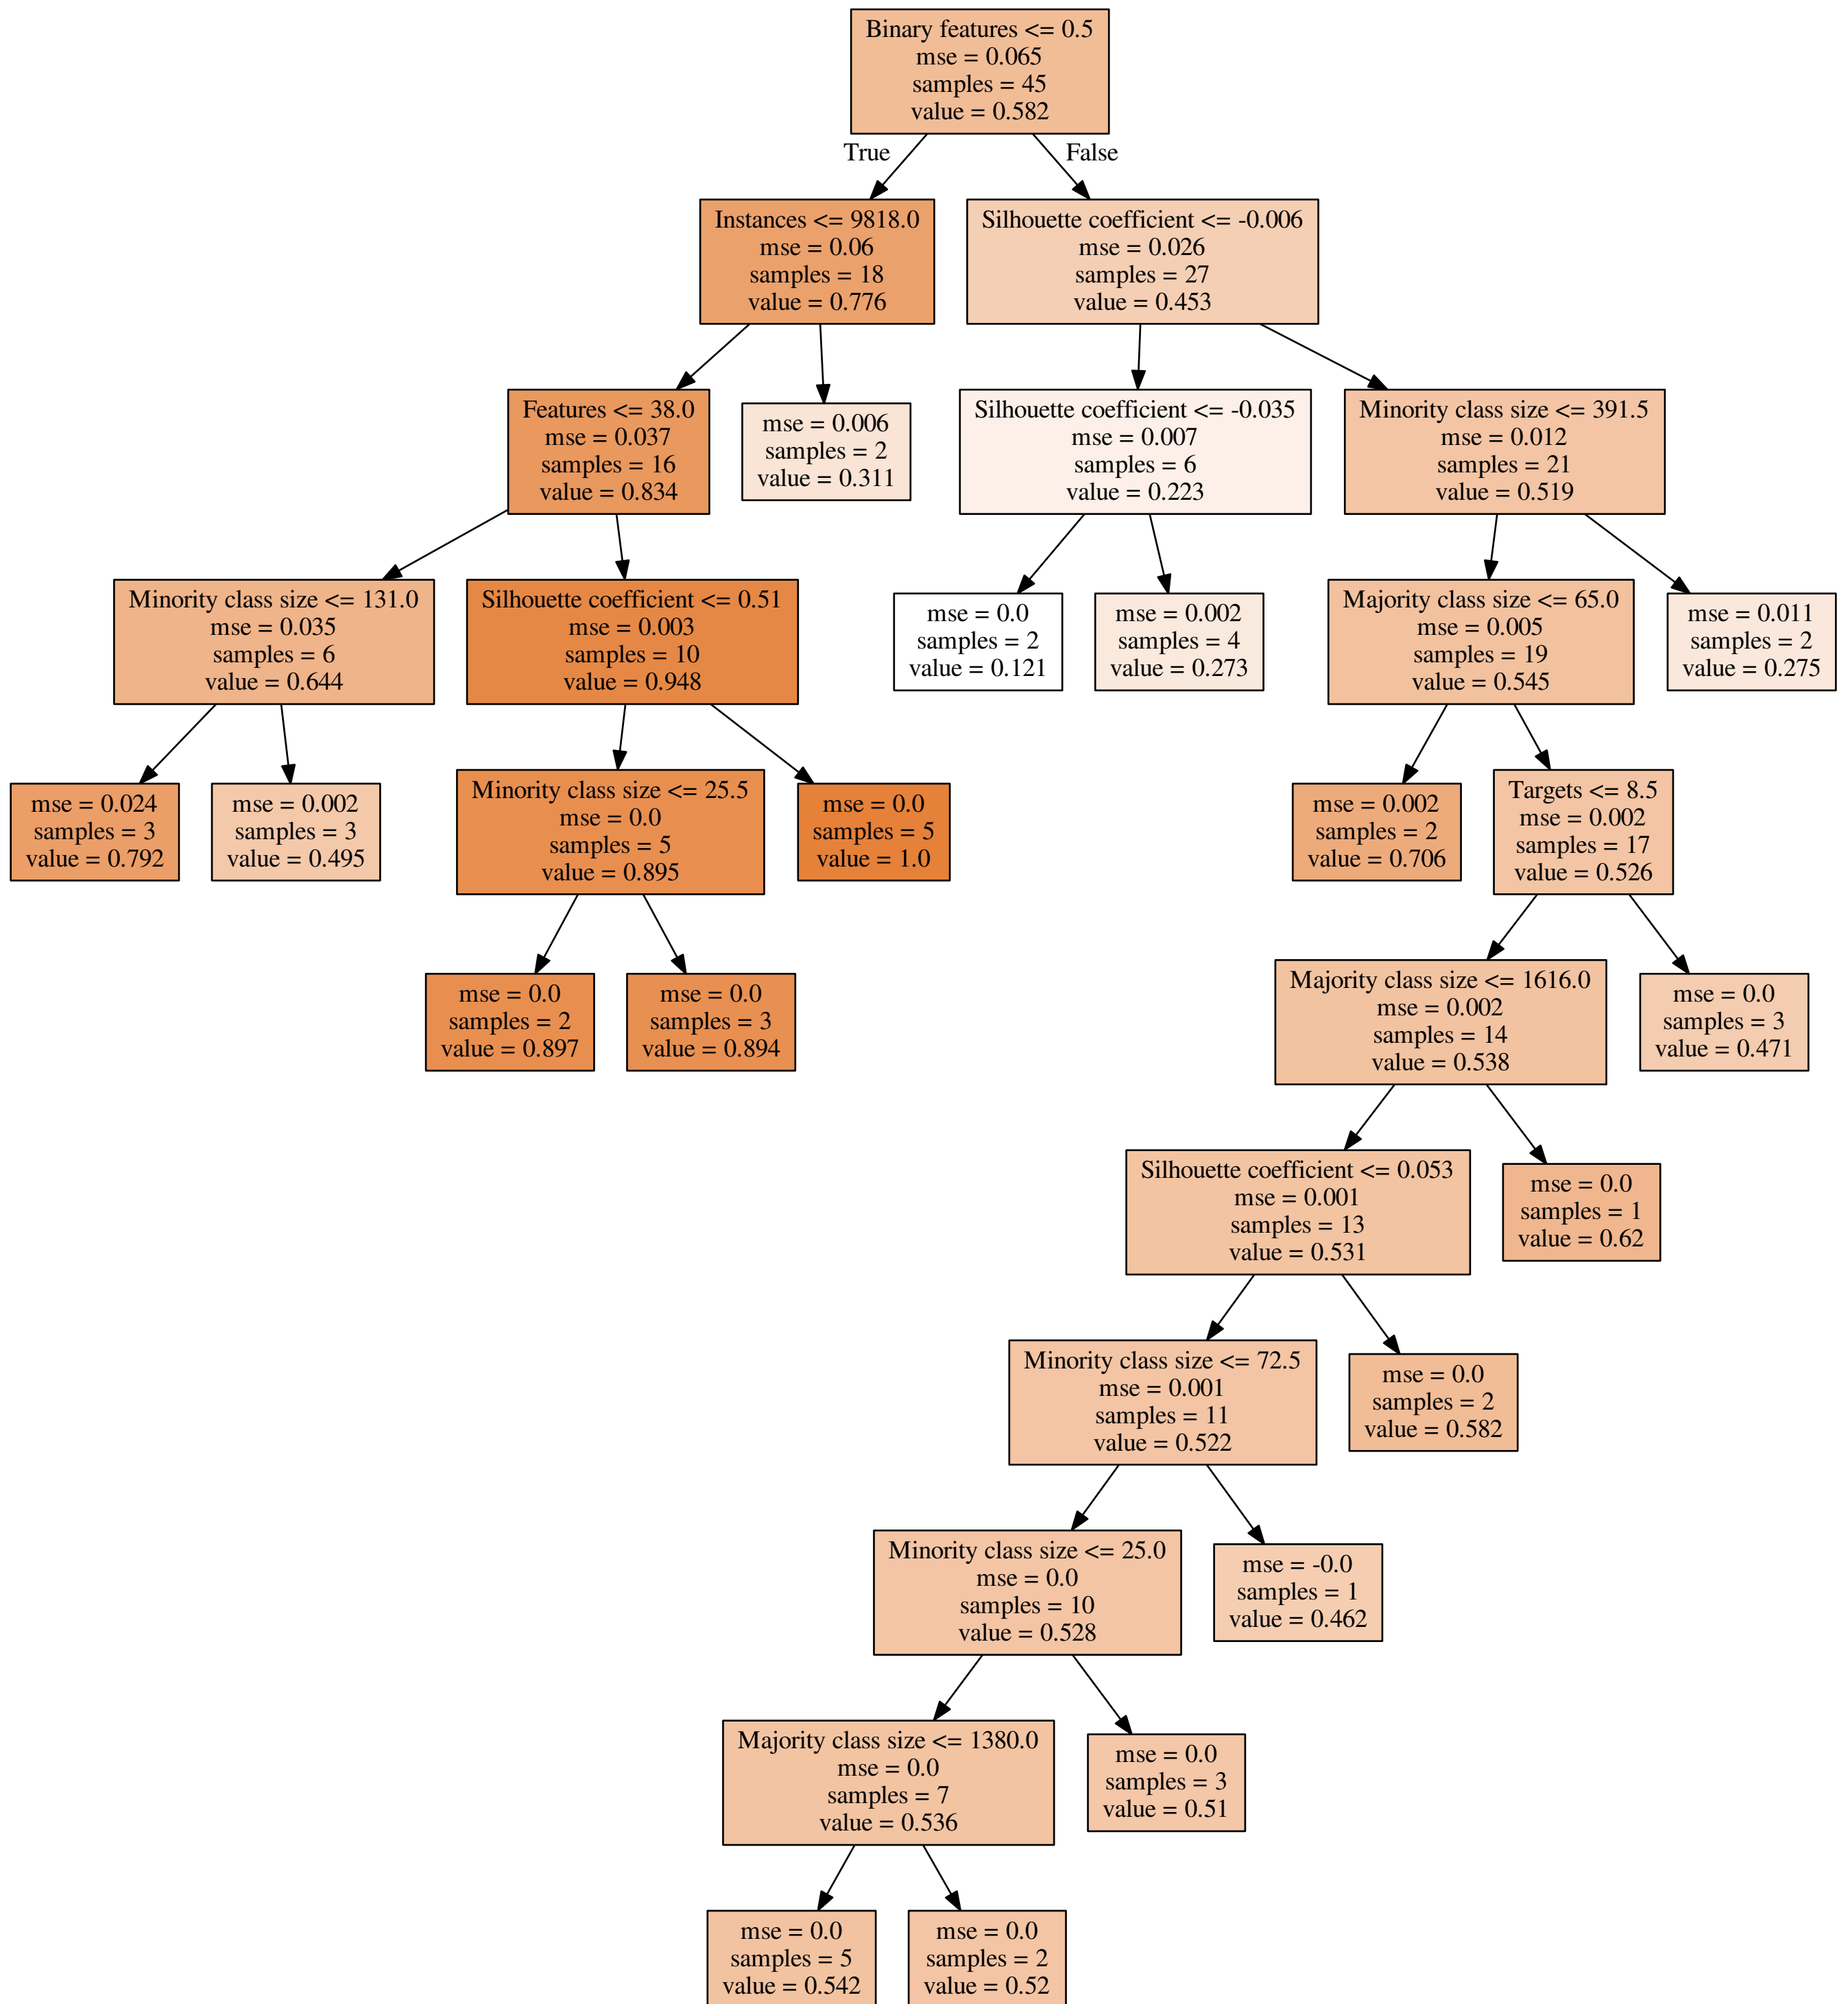 Binary features <= 0.5
mse = 0.065
samples = 45
value = 0.582
True
False
Instances <= 9818.0
mse = 0.06
samples = 18
value = 0.776
Silhouette coefficient <= -0.006
mse = 0.026
samples = 27
value = 0.453
Features <= 38.0
mse = 0.037
samples = 16
value = 0.834
mse = 0.006
samples = 2
value = 0.311
Silhouette coefficient <= -0.035
mse = 0.007
samples = 6
value = 0.223
Minority class size <= 391.5
mse = 0.012
samples = 21
value = 0.519
Minority class size <= 131.0
mse = 0.035
samples = 6
value = 0.644
Silhouette coefficient <= 0.51
mse = 0.003
samples = 10
value = 0.948
mse = 0.0
samples = 2
value = 0.121
mse = 0.002
samples = 4
value = 0.273
Majority class size <= 65.0
mse = 0.005
samples = 19
value = 0.545
mse = 0.011
samples = 2
value = 0.275
mse = 0.024
samples = 3
value = 0.792
mse = 0.002
samples = 3
value = 0.495
Minority class size <= 25.5
mse = 0.0
samples = 5
value = 0.895
mse = 0.0
samples = 5
value = 1.0
mse = 0.002
samples = 2
value = 0.706
Targets <= 8.5
mse = 0.002
samples = 17
value = 0.526
mse = 0.0
samples = 2
value = 0.897
mse = 0.0
samples = 3
value = 0.894
Majority class size <= 1616.0
mse = 0.002
samples = 14
value = 0.538
mse = 0.0
samples = 3
value = 0.471
Silhouette coefficient <= 0.053
mse = 0.001
samples = 13
value = 0.531
mse = 0.0
samples = 1
value = 0.62
Minority class size <= 72.5
mse = 0.001
samples = 11
value = 0.522
mse = 0.0
samples = 2
value = 0.582
Minority class size <= 25.0
mse = 0.0
samples = 10
value = 0.528
mse = -0.0
samples = 1
value = 0.462
Majority class size <= 1380.0
mse = 0.0
samples = 7
value = 0.536
mse = 0.0
samples = 3
value = 0.51
mse = 0.0
samples = 5
value = 0.542
mse = 0.0
samples = 2
value = 0.52